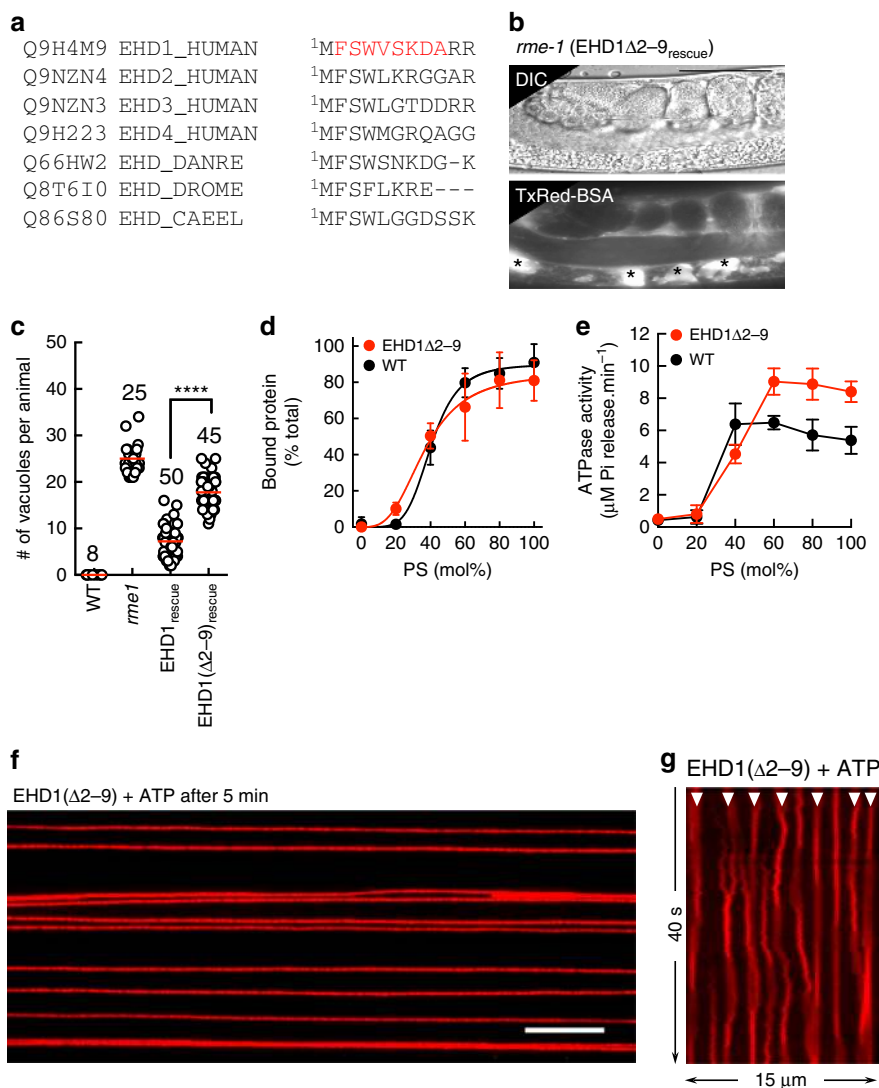 a
Q9H4M9 EHD1_HUMAN ¹MFSWVSKDARR
Q9NZN4 EHD2_HUMAN ¹MFSWLKRGGAR
Q9NZN3 EHD3_HUMAN ¹MFSWLGTDDRR
Q9H223 EHD4_HUMAN ¹MFSWMGRQAGG
Q66HW2 EHD_DANRE ¹MFSWSNKDG-K
Q8T6I0 EHD_DROME ¹MFSFLKRE---
Q86S80 EHD_CAEEL ¹MFSWLGGDSSK
b
rme-1 (EHD1Δ2–9rescue)
DIC
TxRed-BSA
* * * *
c
# of vacuoles per animal
50
40
30
20
10
0
25
50
45
****
WT
rme1
EHD1rescue
EHD1(Δ2–9)rescue
d
EHD1Δ2–9
WT
Bound protein
(% total)
100
80
60
40
20
0
0 20 40 60 80 100
PS (mol%)
e
EHD1Δ2–9
WT
ATPase activity
(μM Pi release.min⁻¹)
12
10
8
6
4
2
0
0 20 40 60 80 100
PS (mol%)
f
EHD1(Δ2–9) + ATP after 5 min
g
EHD1(Δ2–9) + ATP
40 s
15 μm